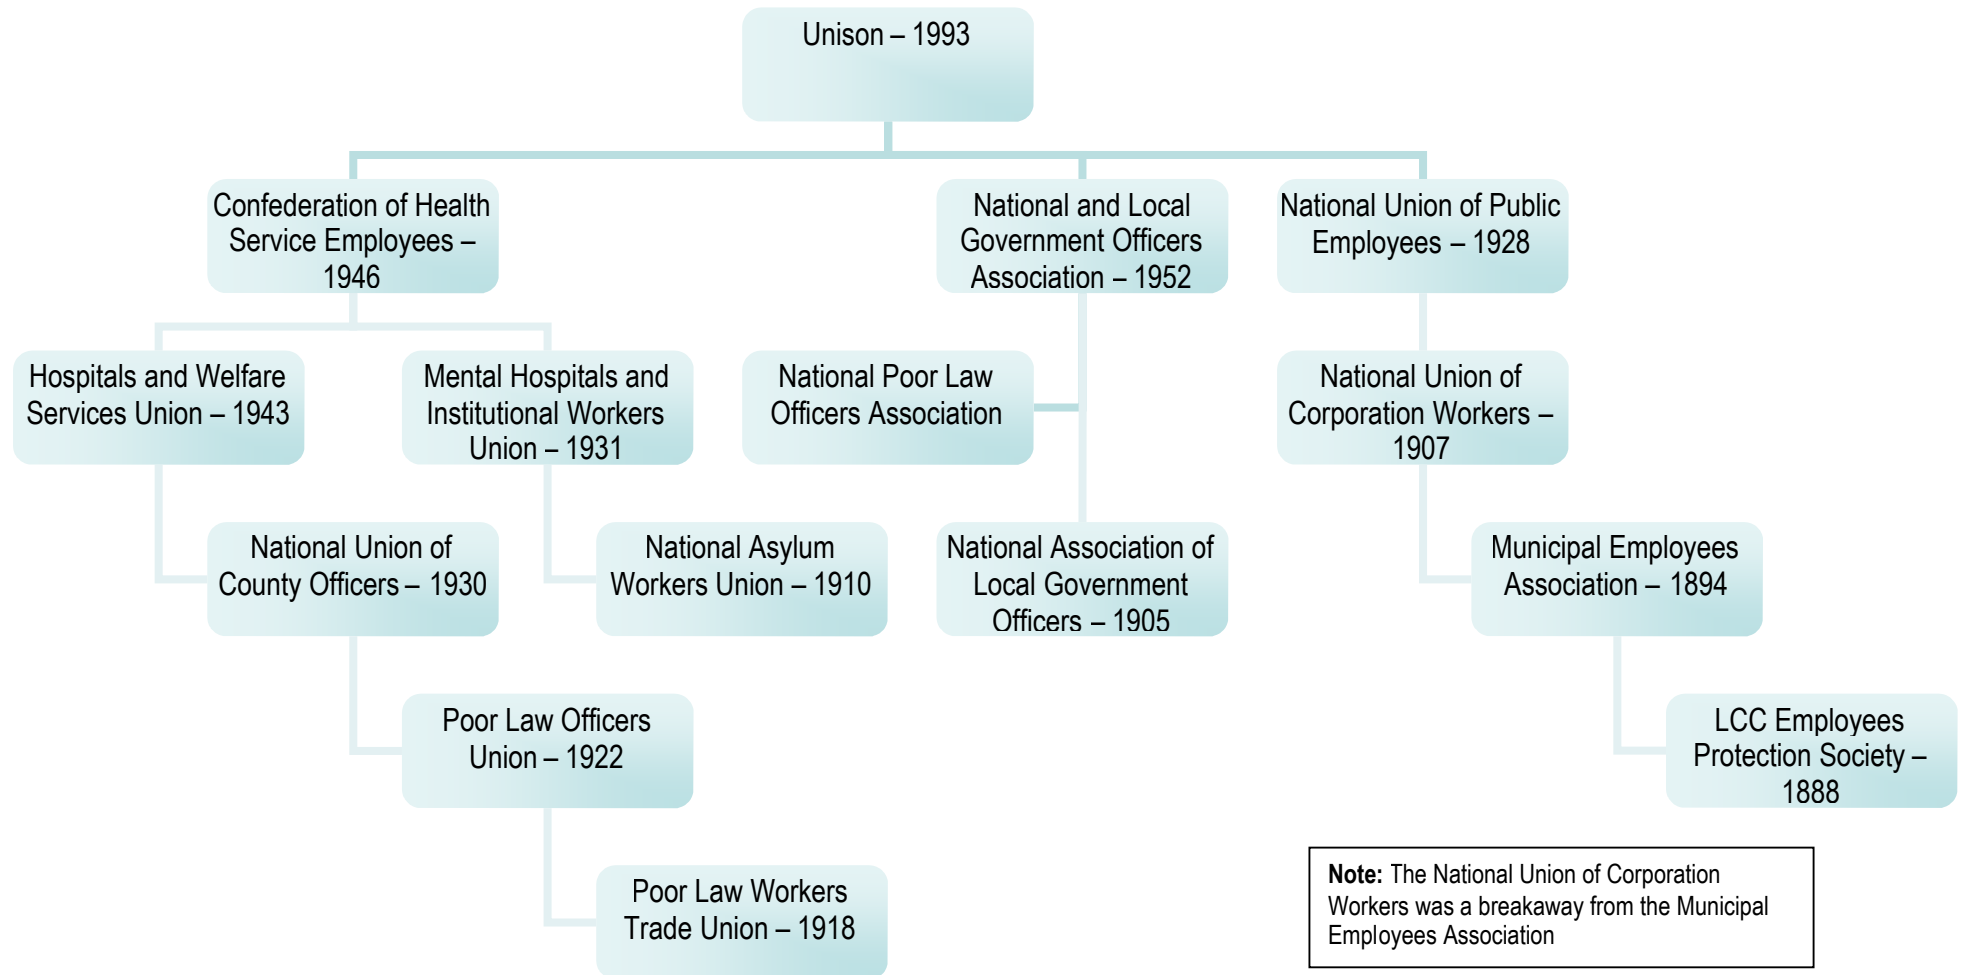 Unison – 1993
Confederation of Health
Service Employees –
1946
National and Local
Government Officers
Association – 1952
National Union of Public
Employees – 1928
Hospitals and Welfare
Services Union – 1943
Mental Hospitals and
Institutional Workers
Union – 1931
National Poor Law
Officers Association
National Union of
Corporation Workers –
1907
National Union of
County Officers – 1930
National Asylum
Workers Union – 1910
National Association of
Local Government
Officers – 1905
Municipal Employees
Association – 1894
Poor Law Officers
Union – 1922
LCC Employees
Protection Society –
1888
Poor Law Workers
Trade Union – 1918
Note: The National Union of Corporation
Workers was a breakaway from the Municipal
Employees Association